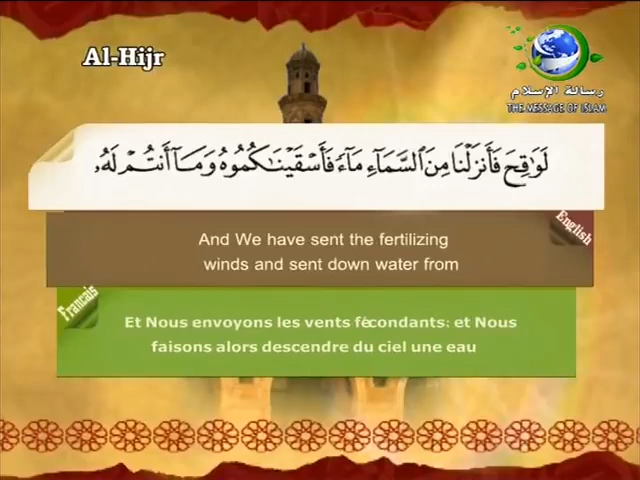 Al-Hijr
رسالة الإسلام
THE MESSAGE OF ISLAM
لَوَٰقِحَ فَأَنزَلْنَا مِنَ ٱلسَّمَآءِ مَآءً فَأَسْقَيْنَٰكُمُوهُ وَمَآ أَنتُمْ لَهُۥ
English
And We have sent the fertilizing
winds and sent down water from
Francais
Et Nous envoyons les vents fécondants; et Nous
faisons alors descendre du ciel une eau